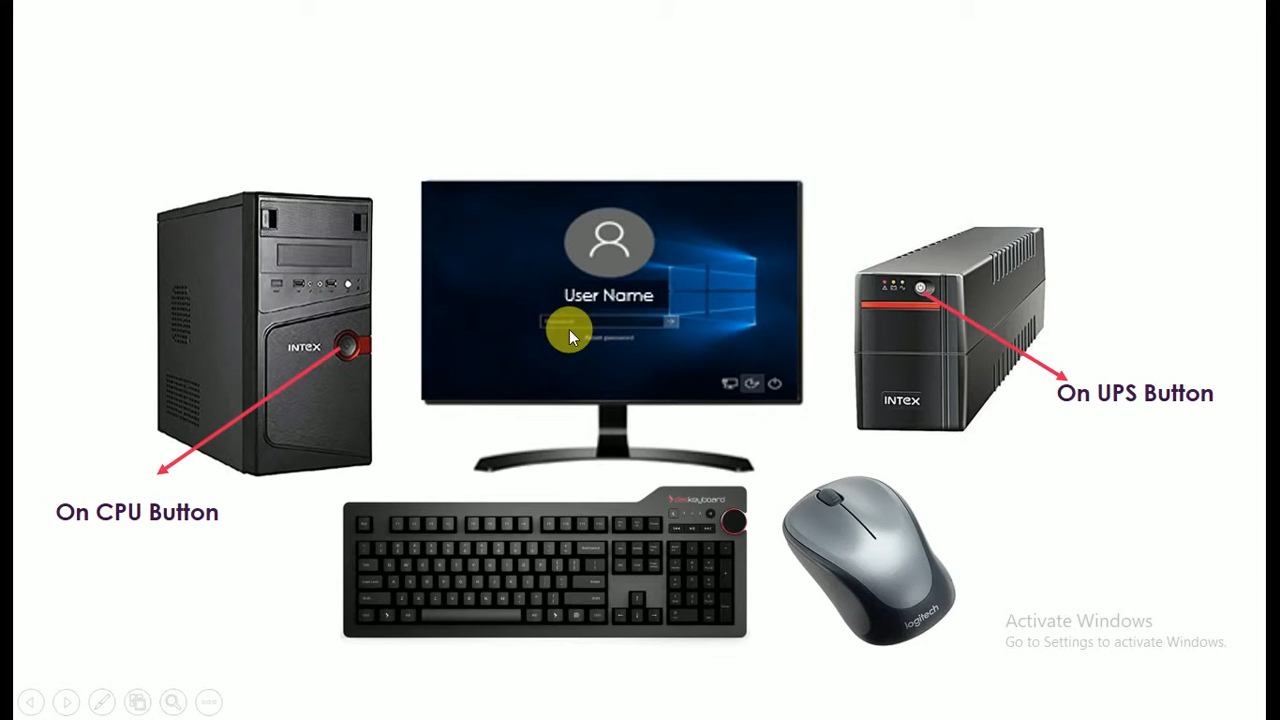 User Name
INTEX
INTEX
On UPS Button
On CPU Button
daskeyboard
logitech
Activate Windows
Go to Settings to activate Windows.